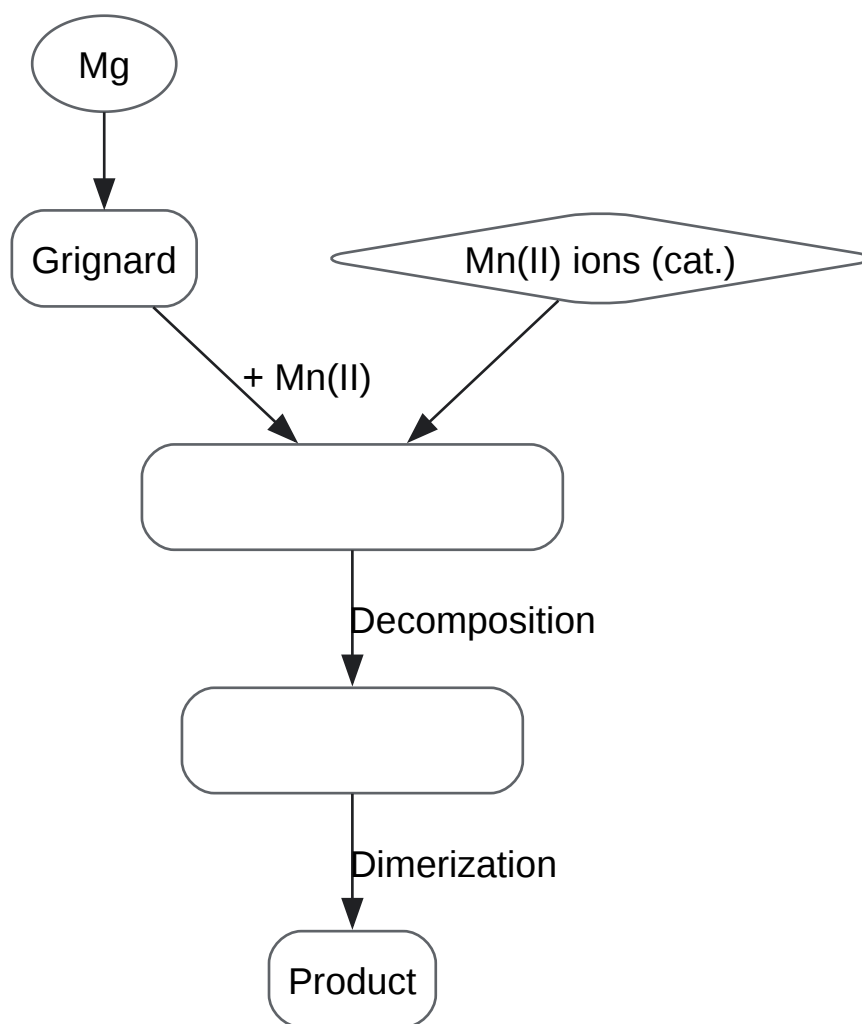 Mg
Grignard
Mn(II) ions (cat.)
+ Mn(II)
Decomposition
Dimerization
Product